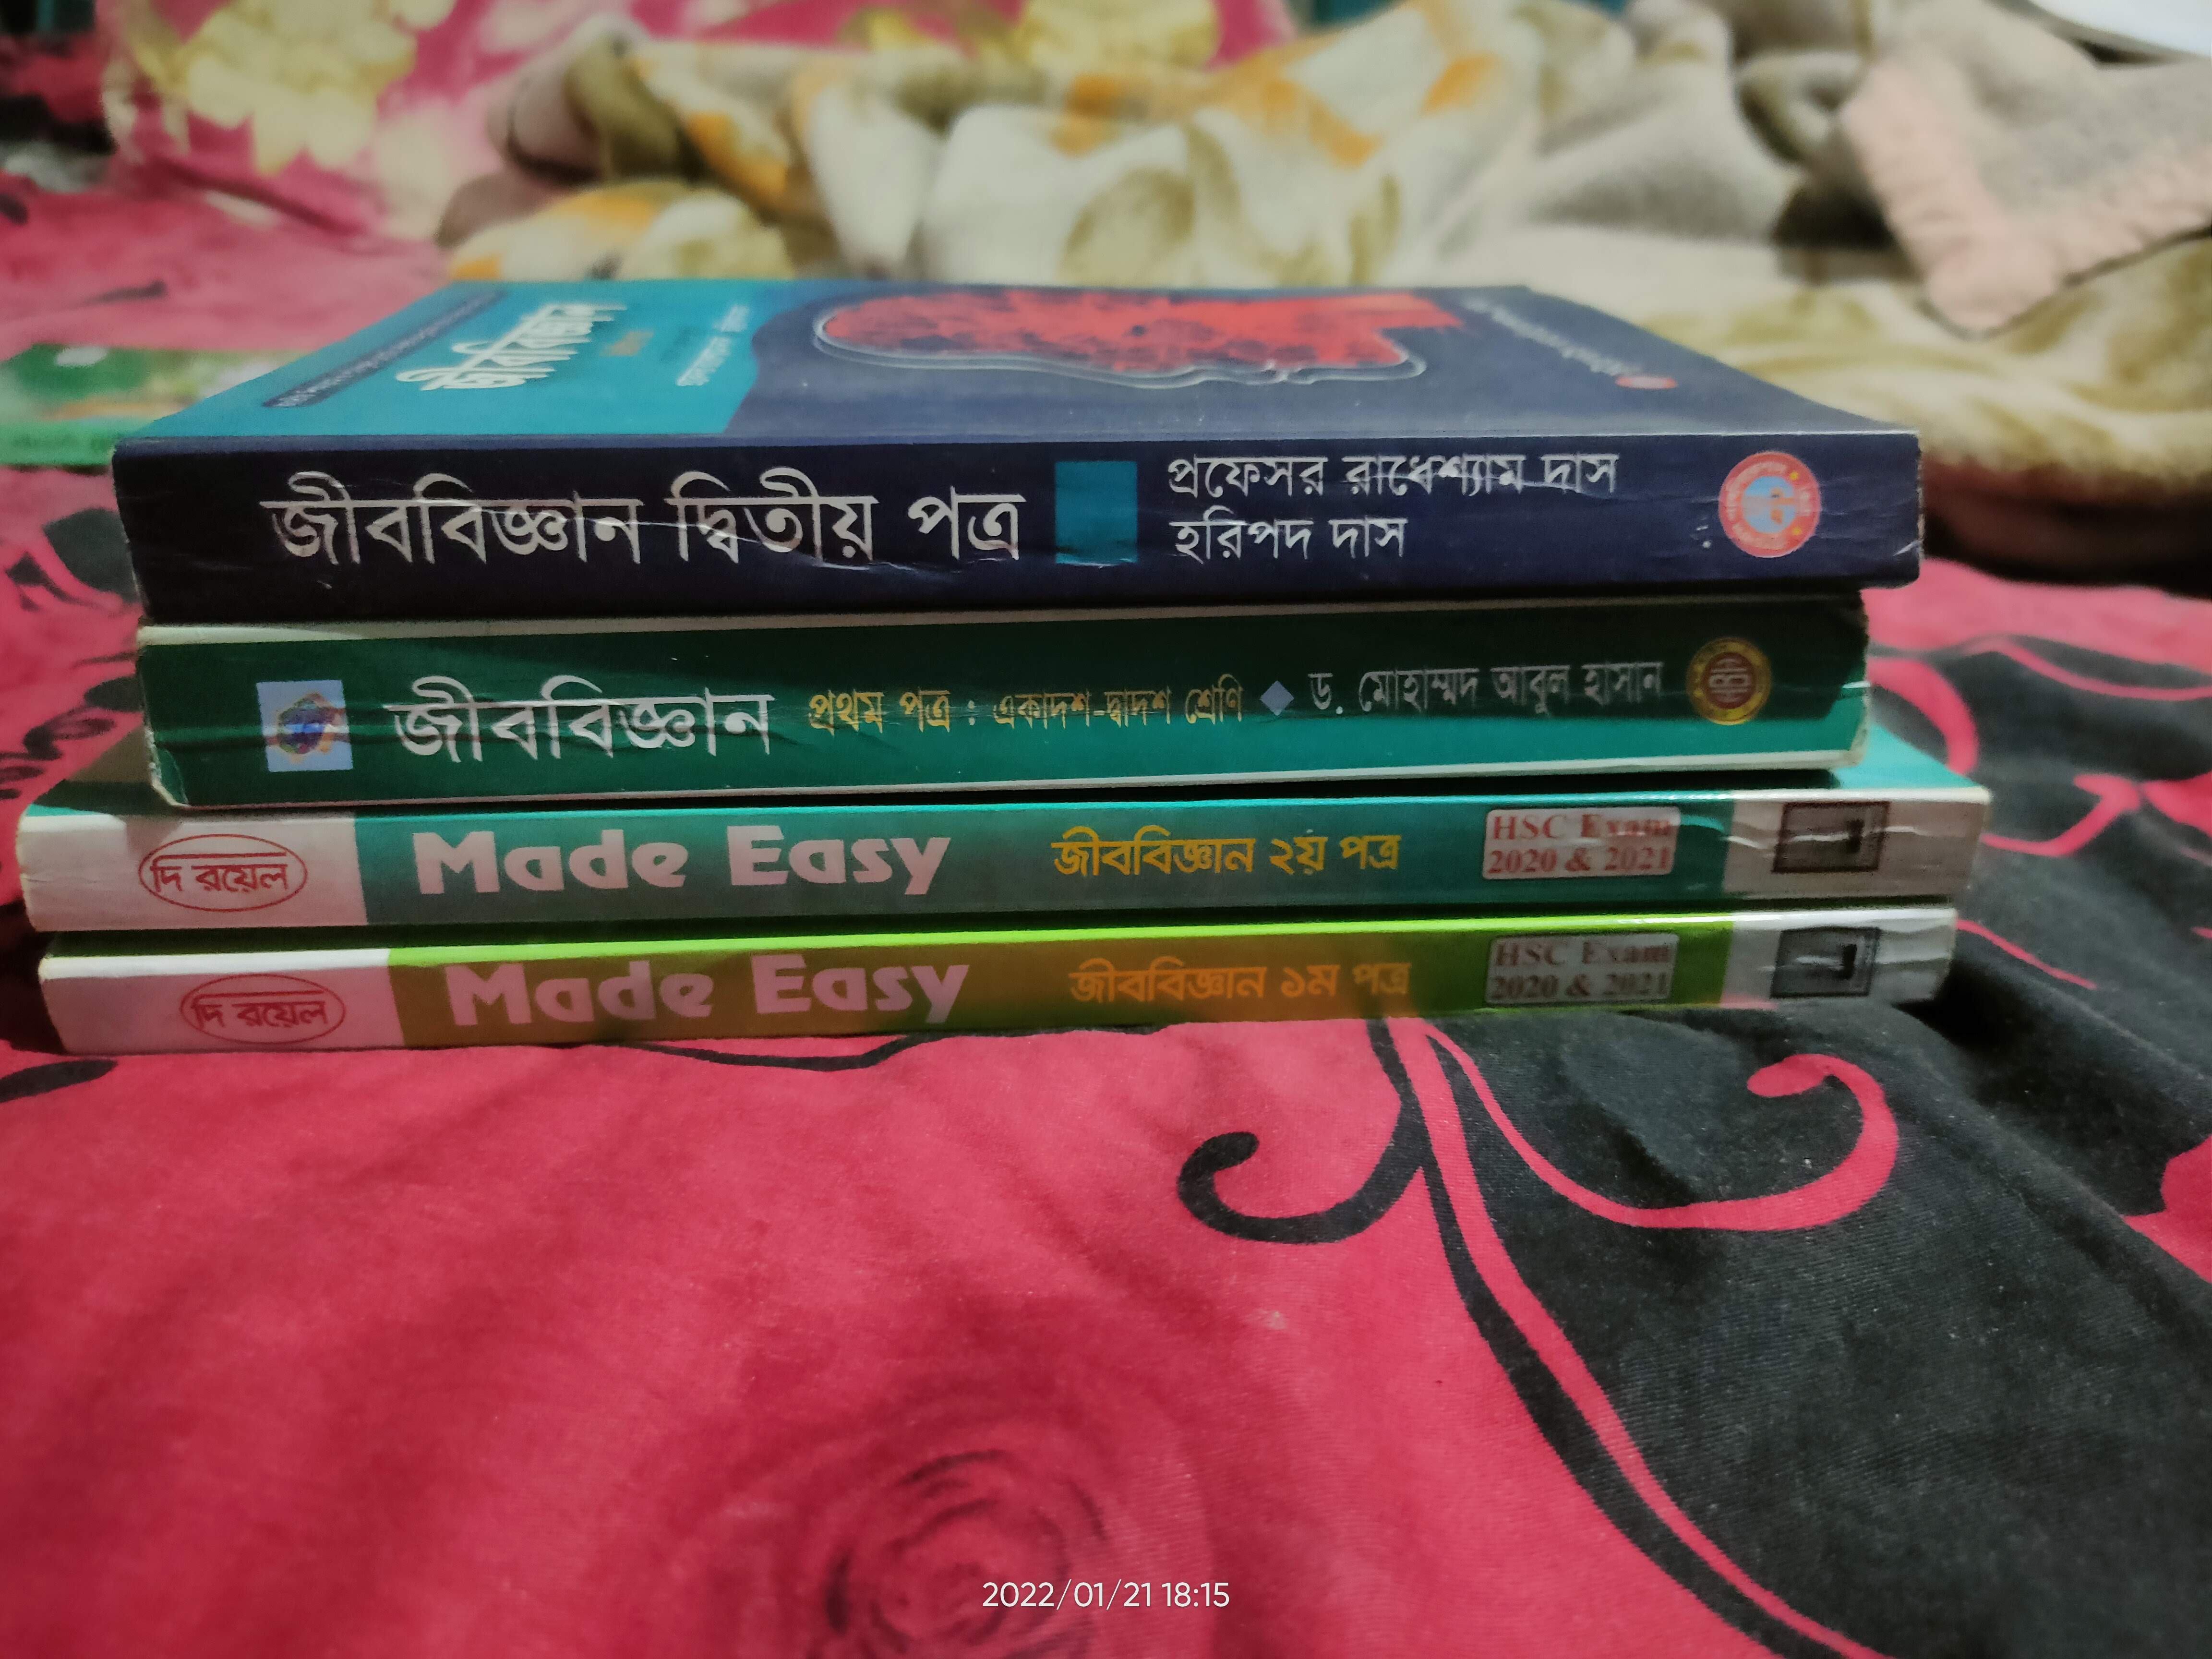 জীববিজ্ঞান
জীববিজ্ঞান দ্বিতীয় পত্র
প্রফেসর রাধেশ্যাম দাস
হরিপদ দাস
জীববিজ্ঞান প্রথম পত্র : একাদশ-দ্বাদশ শ্রেণি ড. মোহাম্মদ আবুল হাসান
দি রয়েল Made Easy জীববিজ্ঞান ২য় পত্র
HSC Exam
2020 & 2021
দি রয়েল Made Easy জীববিজ্ঞান ১ম পত্র
HSC Exam
2020 & 2021
2022/01/21 18:15